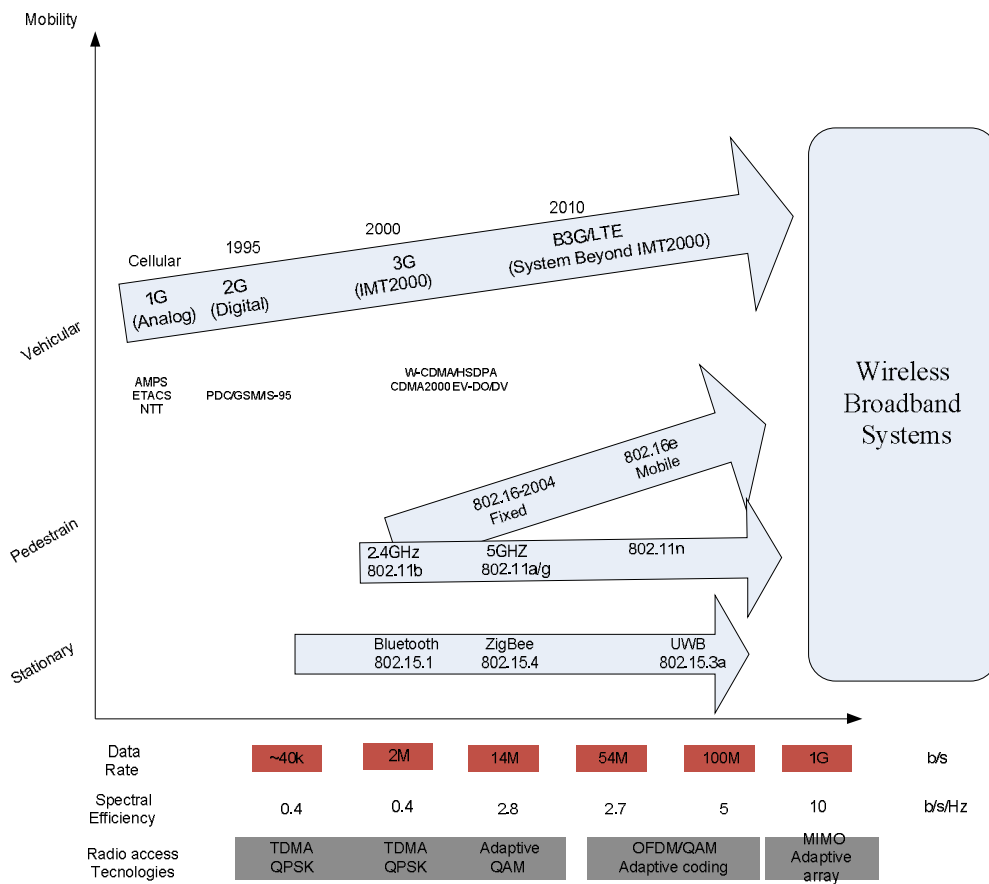 Mobility
2010
2000
1995
Cellular
B3G/LTE
(System Beyond IMT2000)
3G
(IMT2000)
2G
(Digital)
1G
(Analog)
Vehicular
AMPS
ETACS
NTT
PDC/GSM/IS-95
W-CDMA/HSDPA
CDMA2000 EV-DO/DV
Wireless
Broadband
Systems
802.16e
Mobile
802.16-2004
Fixed
Pedestrain
2.4GHz
802.11b
5GHZ
802.11a/g
802.11n
Stationary
Bluetooth
802.15.1
ZigBee
802.15.4
UWB
802.15.3a
Data
Rate
~40k
2M
14M
54M
100M
1G
b/s
Spectral
Efficiency
0.4
0.4
2.8
2.7
5
10
b/s/Hz
Radio access
Tecnologies
TDMA
QPSK
TDMA
QPSK
Adaptive
QAM
OFDM/QAM
Adaptive coding
MIMO
Adaptive
array